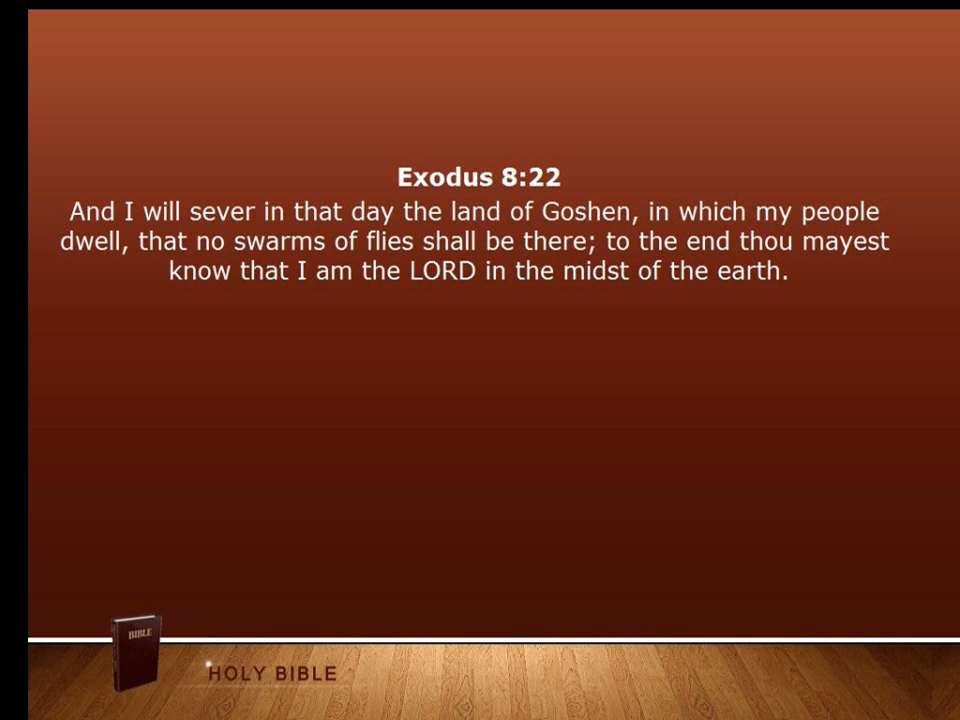 Exodus 8:22
And I will sever in that day the land of Goshen, in which my people
dwell, that no swarms of flies shall be there; to the end thou mayest
know that I am the LORD in the midst of the earth.
BIBLE
HOLY BIBLE